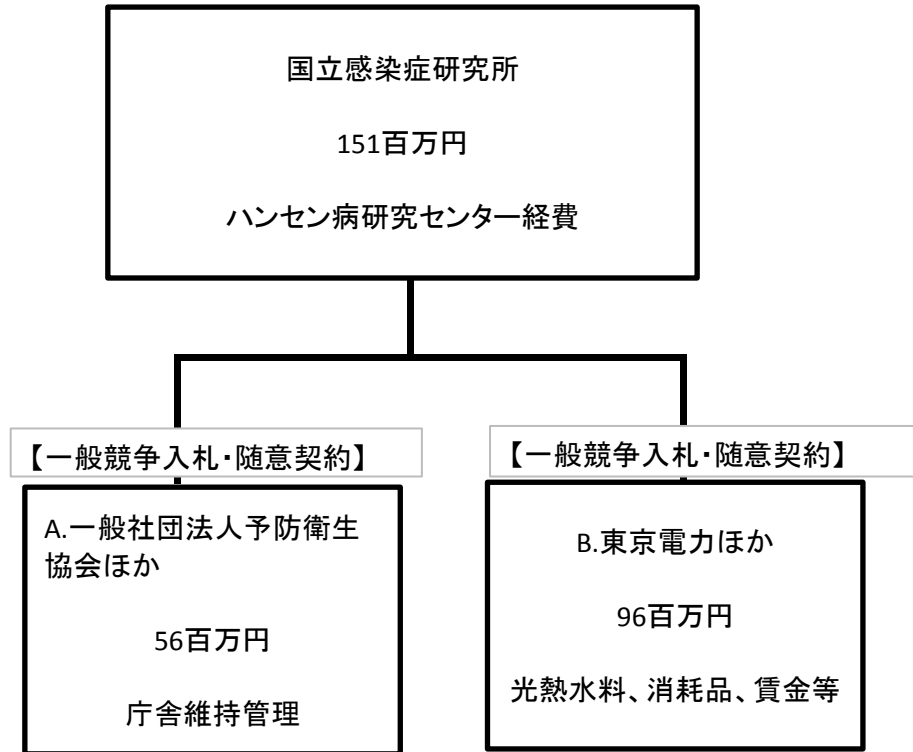 国立感染症研究所
151百万円
ハンセン病研究センター経費
【一般競争入札・随意契約】
A.一般社団法人予防衛生
協会ほか
56百万円
庁舎維持管理
【一般競争入札・随意契約】
B.東京電力ほか
96百万円
光熱水料、消耗品、賃金等